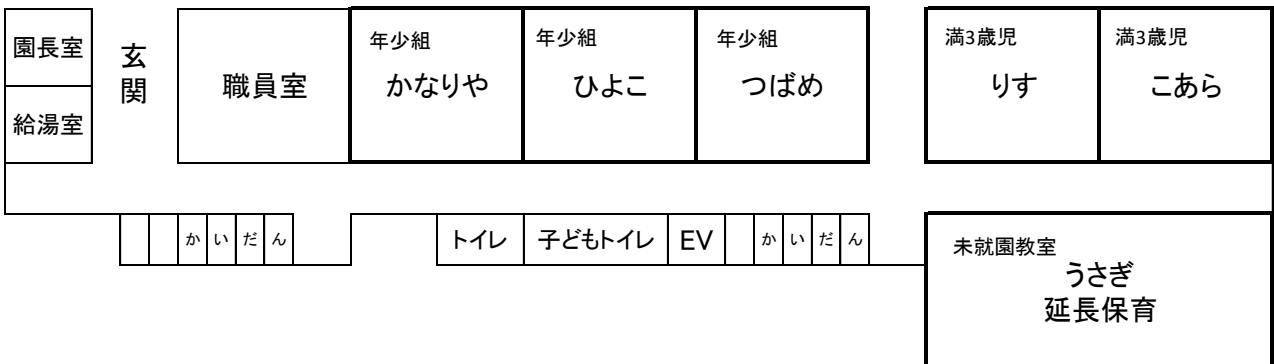 園長室
給湯室
玄関
職員室
年少組
かなりや
年少組
ひよこ
年少組
つばめ
満3歳児
りす
満3歳児
こあら
かいだん
トイレ
子どもトイレ
EV
かいだん
未就園教室
うさぎ
延長保育